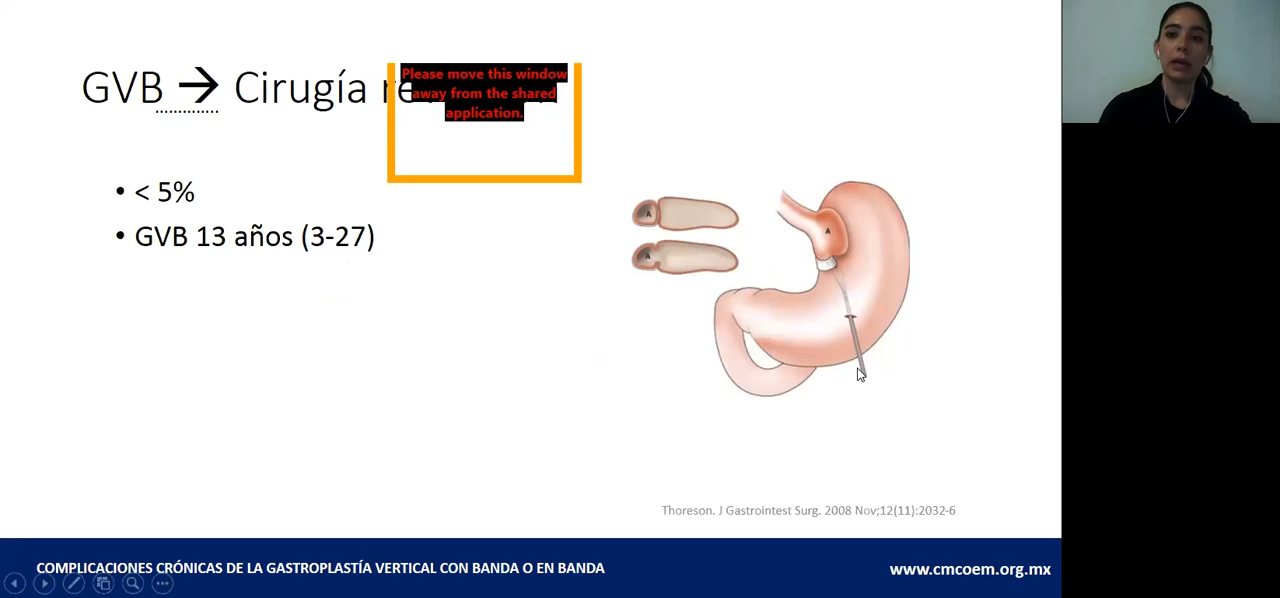 GVB → Cirugía
Please move this window
away from the shared
application.
• < 5%
• GVB 13 años (3-27)
A
A
A
Thoreson. J Gastrointest Surg. 2008 Nov;12(11):2032-6
COMPLICACIONES CRÓNICAS DE LA GASTROPLASTÍA VERTICAL CON BANDA O EN BANDA
www.cmcoem.org.mx